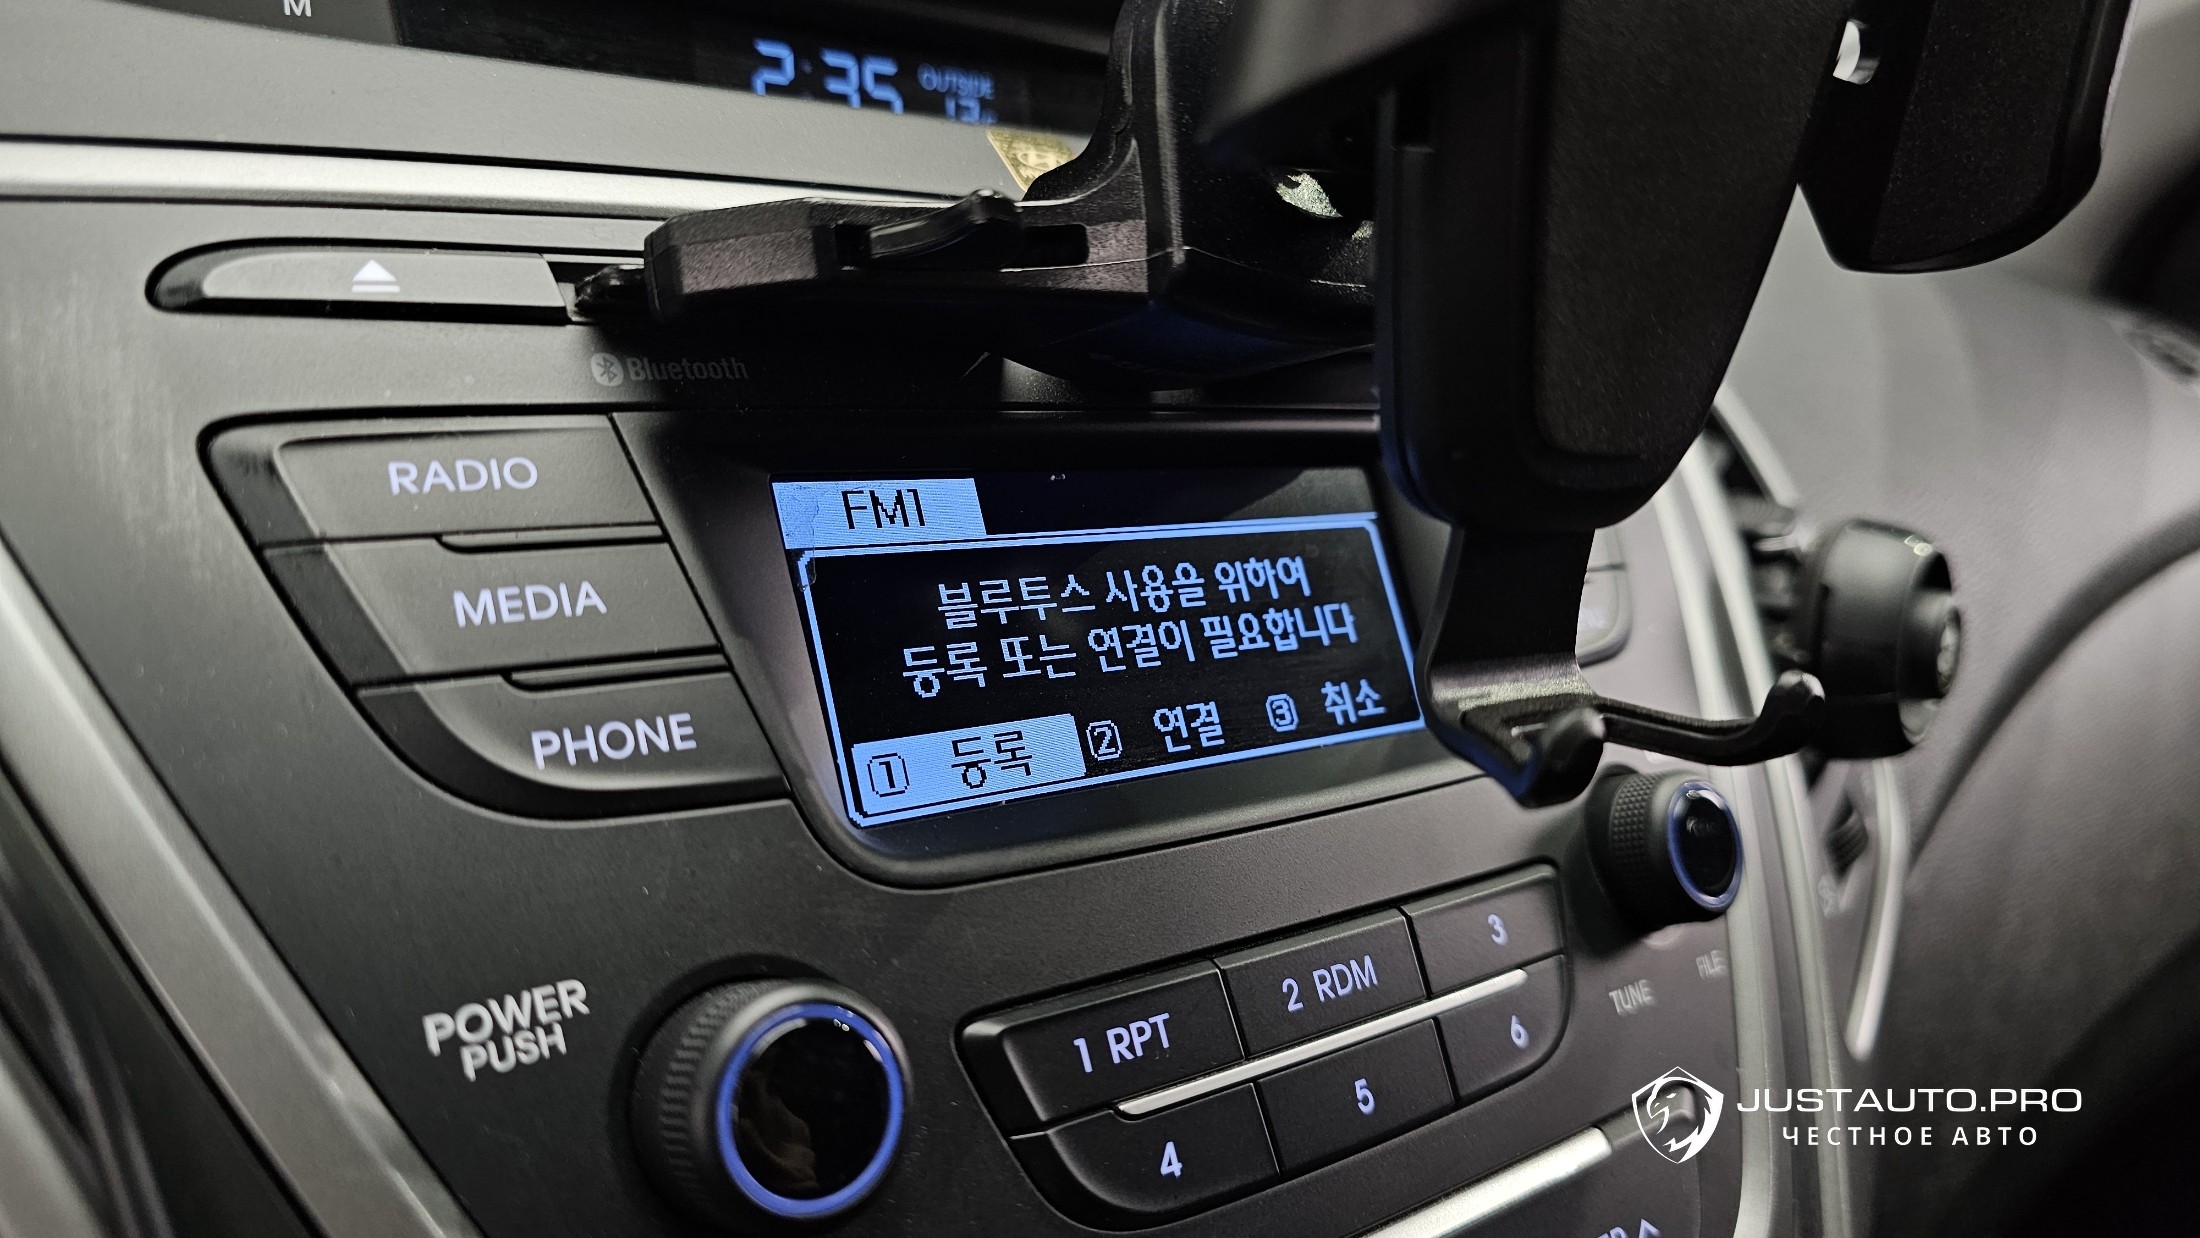 M
2:35 OUTSIDE
Bluetooth
RADIO
MEDIA
PHONE
FM1
블루투스 사용을 위하여
등록 또는 연결이 필요합니다
① 등록 ② 연결 ③ 취소
POWER
PUSH
1 RPT 2 RDM 3
4 5 6
TUNE FILE
JUSTAUTO.PRO
ЧЕСТНОЕ АВТО